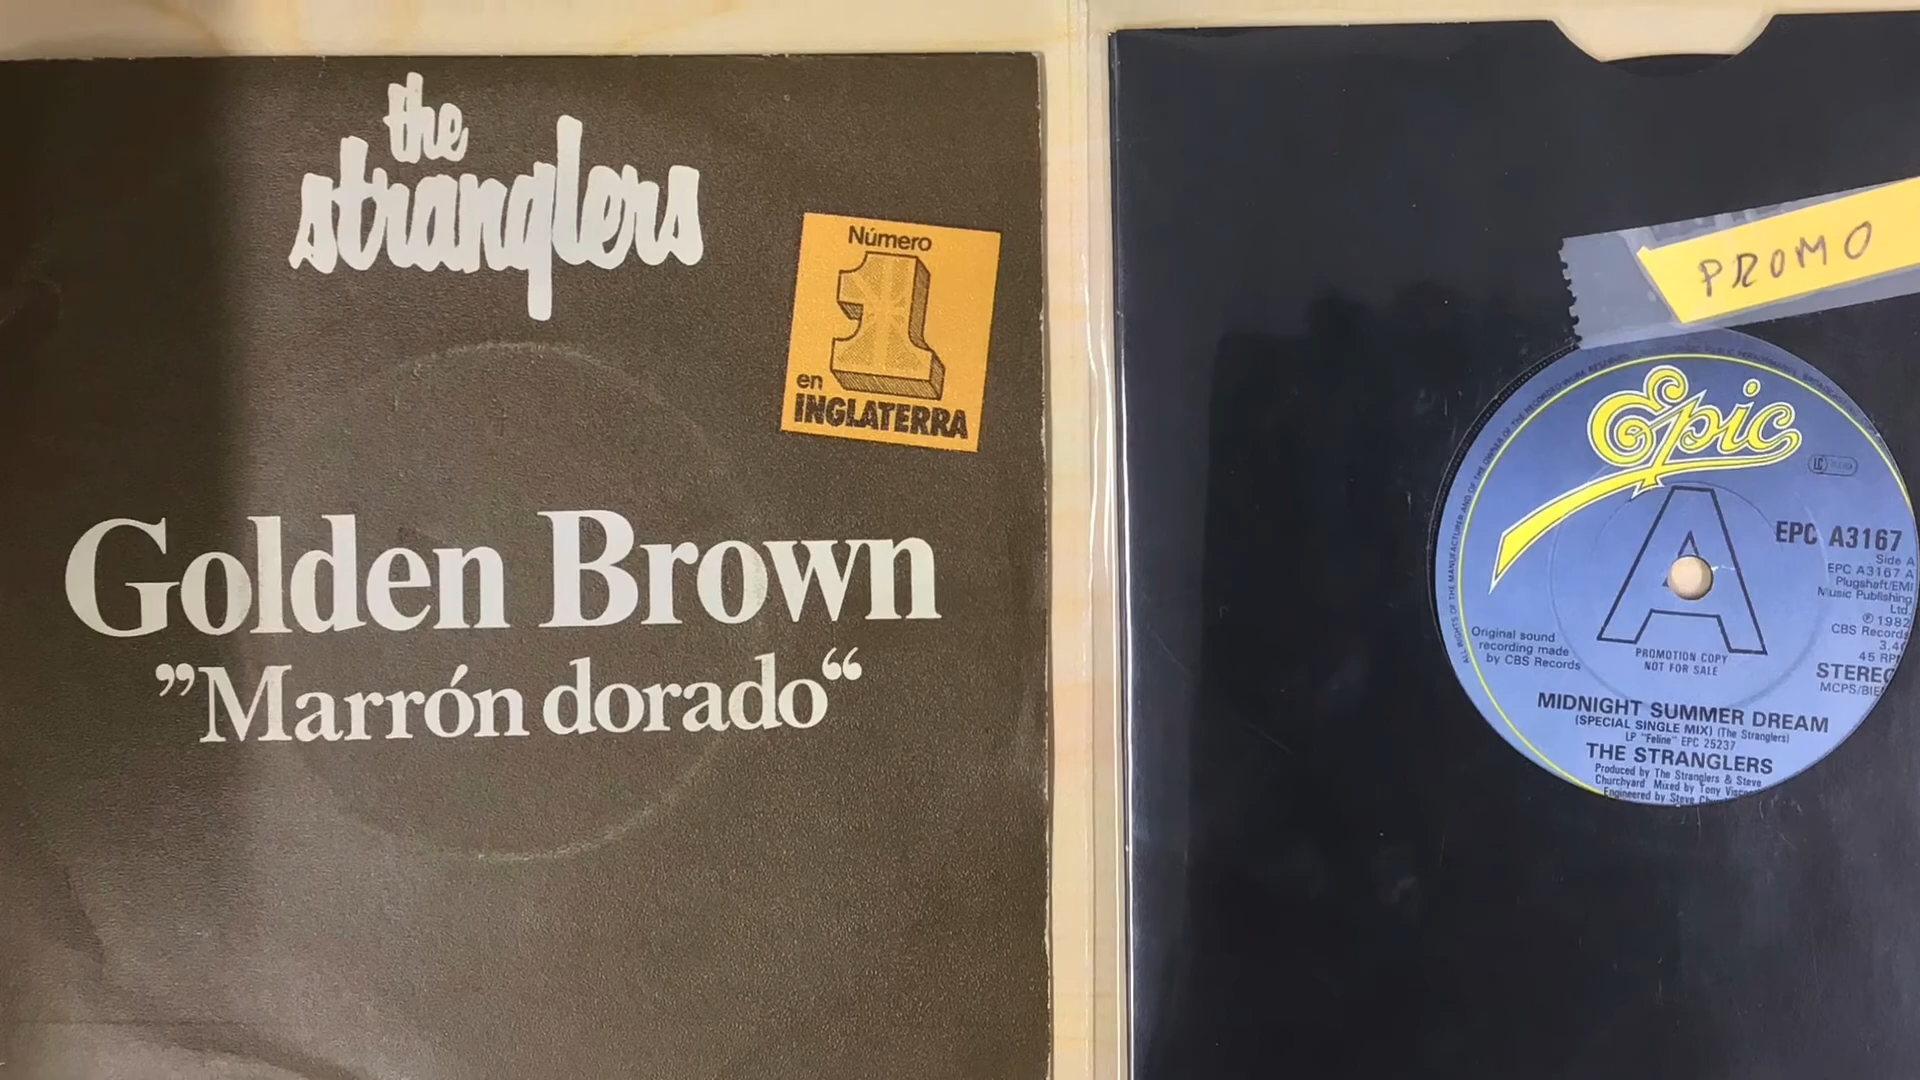 the
stranglers
Número
1
en
INGLATERRA
Golden Brown
”Marrón dorado“
PROMO
Epic
LC
A
EPC A3167
Side A
EPC A3167 A
Plugshaft/EMI
Music Publishing
Ltd.
℗ 1982
CBS Records
45 RPM
STEREO
Original sound
recording made
by CBS Records
PROMOTION COPY
NOT FOR SALE
MIDNIGHT SUMMER DREAM
(SPECIAL SINGLE MIX) (The Stranglers)
LP "Feline" EPC 25237
THE STRANGLERS
Produced by The Stranglers & Steve
Churchyard Mixed by Tony
Engineered by Steve